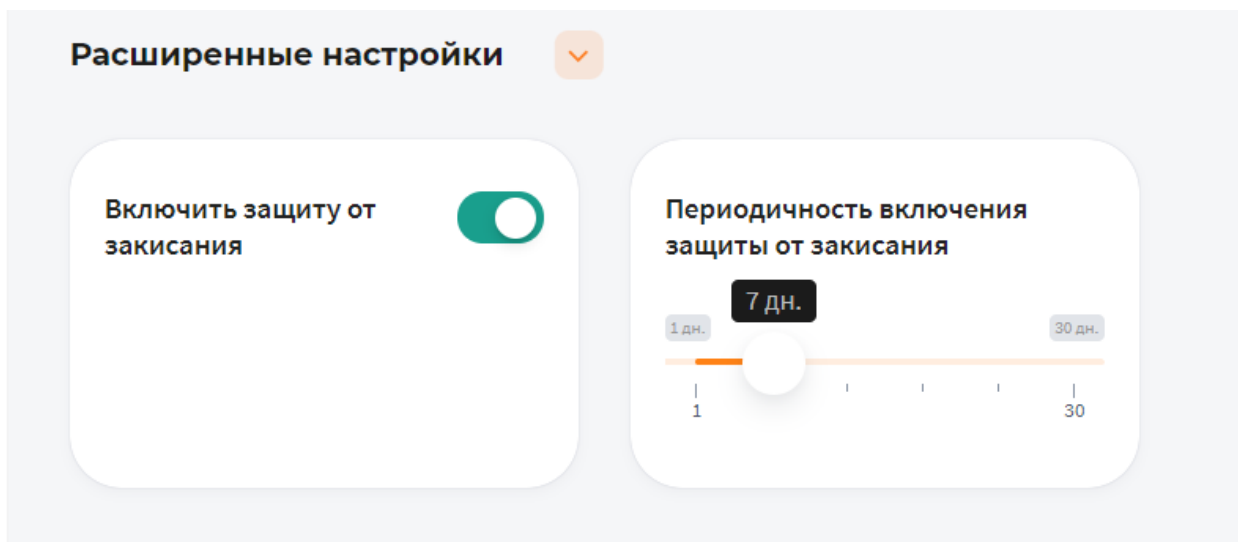 Расширенные настройки
Включить защиту от
закисания
Периодичность включения
защиты от закисания
7 дн.
1 дн.
30 дн.
1
30